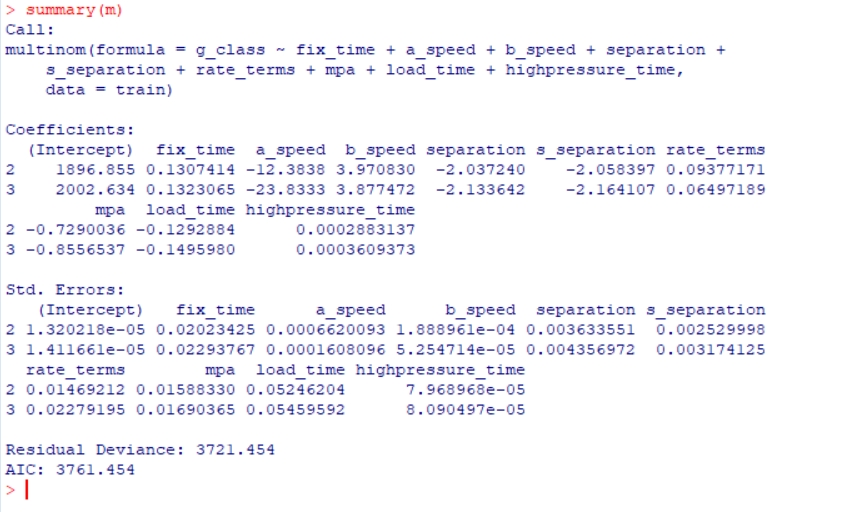 > summary(m)
Call:
multinom(formula = g_class ~ fix_time + a_speed + b_speed + separation +
    s_separation + rate_terms + mpa + load_time + highpressure_time,
    data = train)

Coefficients:
  (Intercept)  fix_time  a_speed  b_speed separation s_separation rate_terms
2    1896.855 0.1307414 -12.3838 3.970830  -2.037240    -2.058397 0.09377171
3    2002.634 0.1323065 -23.8333 3.877472  -2.133642    -2.164107 0.06497189
         mpa  load_time highpressure_time
2 -0.7290036 -0.1292884      0.0002883137
3 -0.8556537 -0.1495980      0.0003609373

Std. Errors:
   (Intercept)   fix_time      a_speed      b_speed  separation s_separation
2 1.320218e-05 0.02023425 0.0006620093 1.888961e-04 0.003633551  0.002529998
3 1.411661e-05 0.02293767 0.0001608096 5.254714e-05 0.004356972  0.003174125
  rate_terms        mpa  load_time highpressure_time
2 0.01469212 0.01588330 0.05246204      7.968968e-05
3 0.02279195 0.01690365 0.05459592      8.090497e-05

Residual Deviance: 3721.454
AIC: 3761.454
>